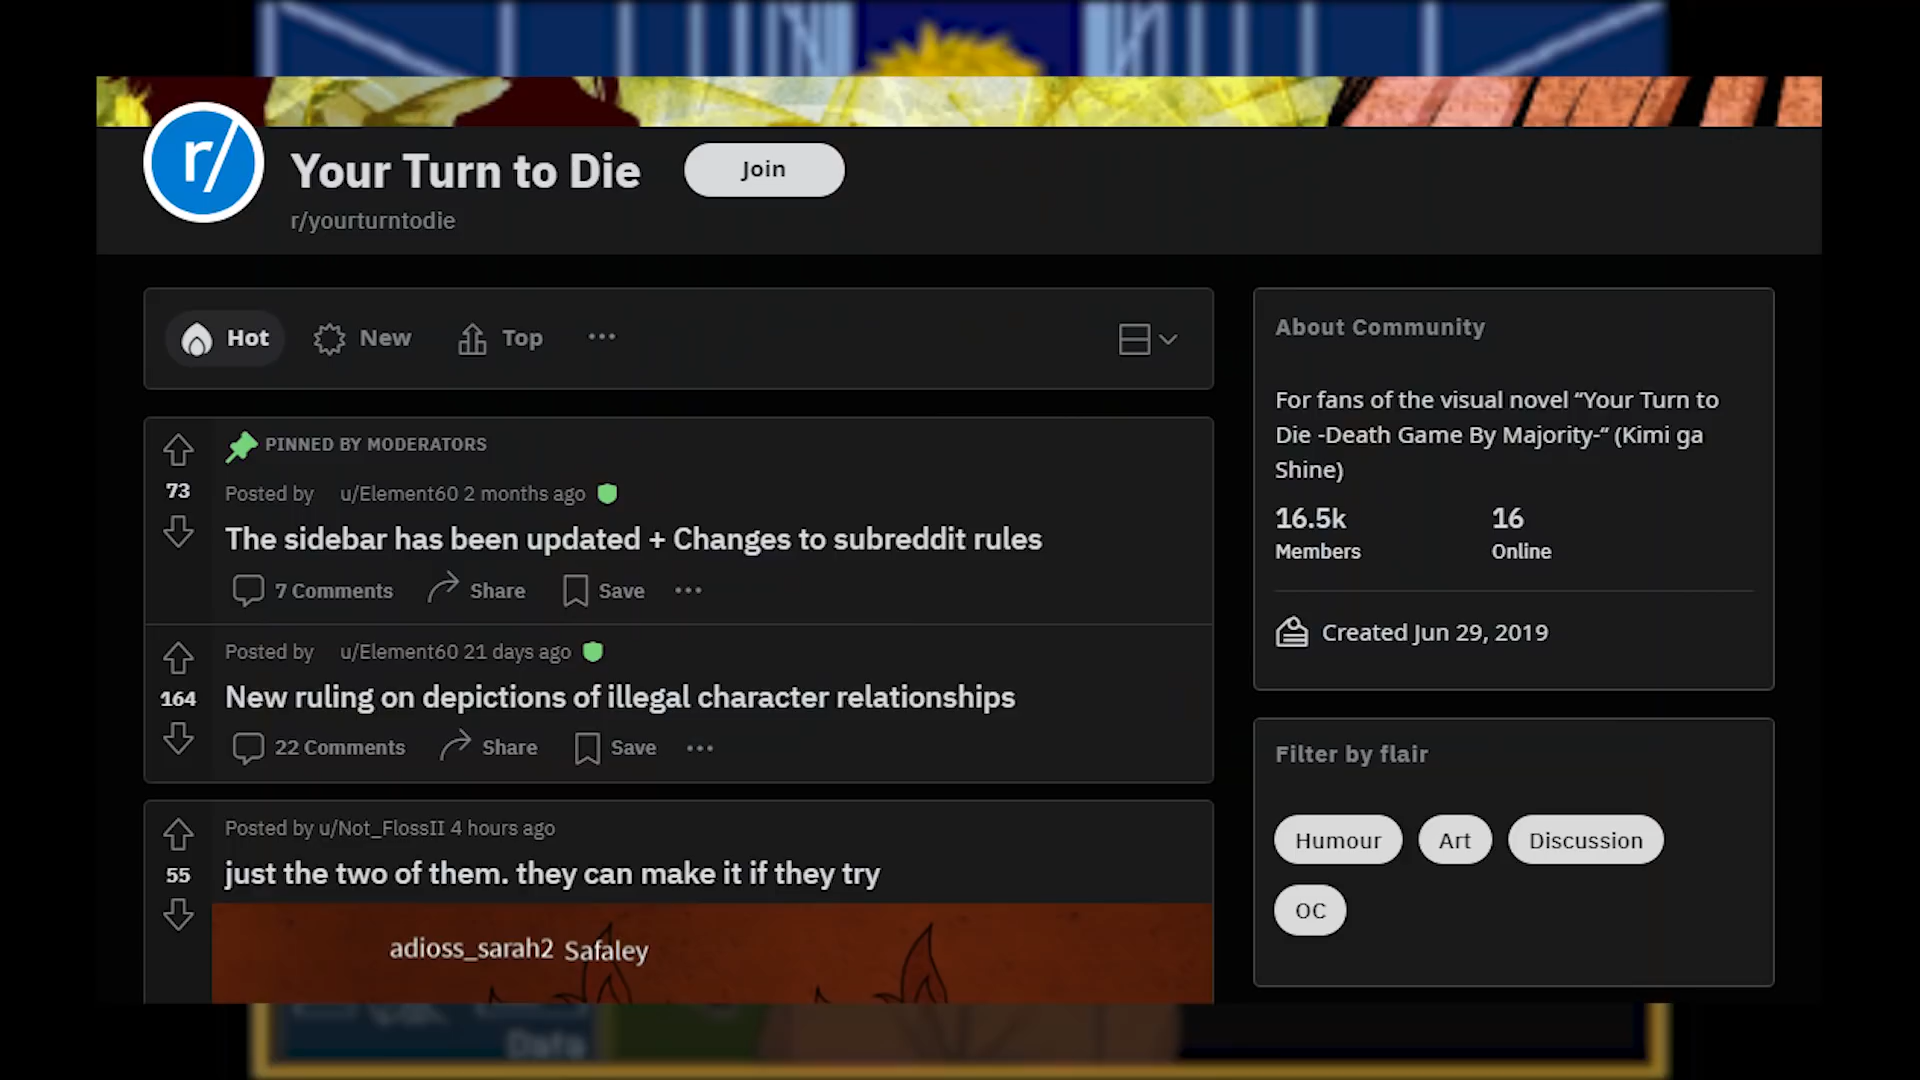 r/
Your Turn to Die
Join
r/yourturntodie
Hot
New
Top
PINNED BY MODERATORS
73
Posted by u/Element60 2 months ago
The sidebar has been updated + Changes to subreddit rules
7 Comments
Share
Save
Posted by u/Element60 21 days ago
164
New ruling on depictions of illegal character relationships
22 Comments
Share
Save
Posted by u/Not_FlossII 4 hours ago
55
just the two of them. they can make it if they try
adioss_sarah2 Safaley
About Community
For fans of the visual novel “Your Turn to
Die -Death Game By Majority-“ (Kimi ga
Shine)
16.5k
16
Members
Online
Created Jun 29, 2019
Filter by flair
Humour
Art
Discussion
OC
Data